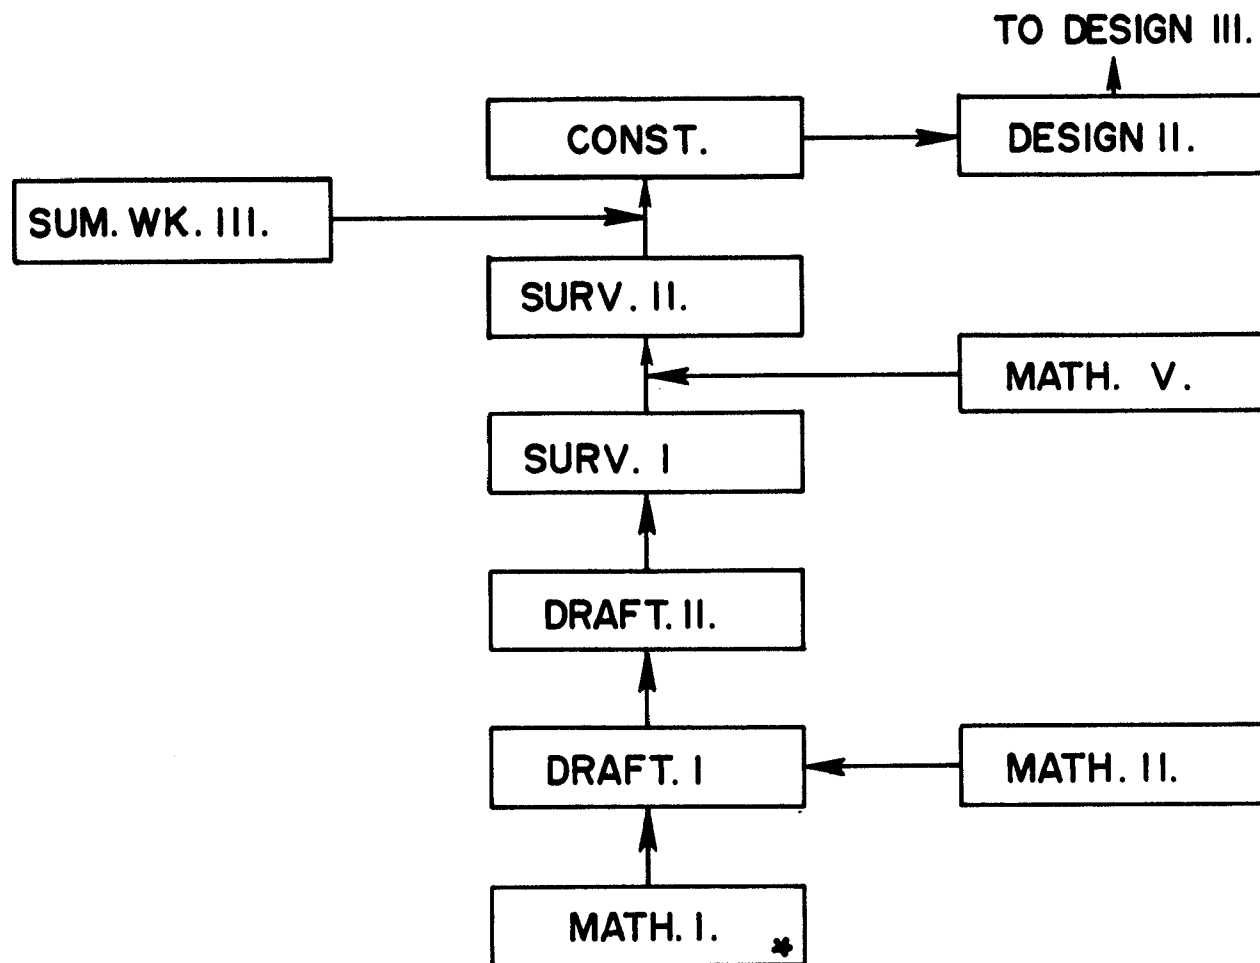 TO DESIGN III.
CONST.
DESIGN II.
SUM. WK. III.
SURV. II.
MATH. V.
SURV. I
DRAFT. II.
DRAFT. I
MATH. II.
MATH. I. *